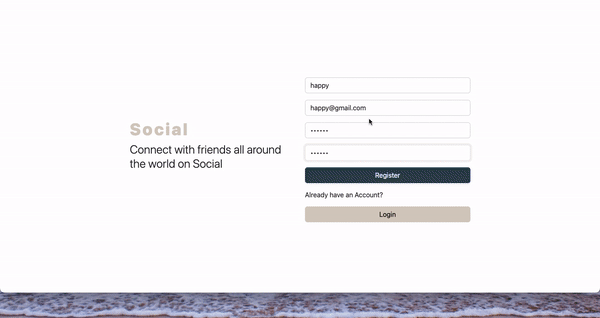 Social
Connect with friends all around
the world on Social
happy
happy@gmail.com
••••••
••••••
Register
Already have an Account?
Login